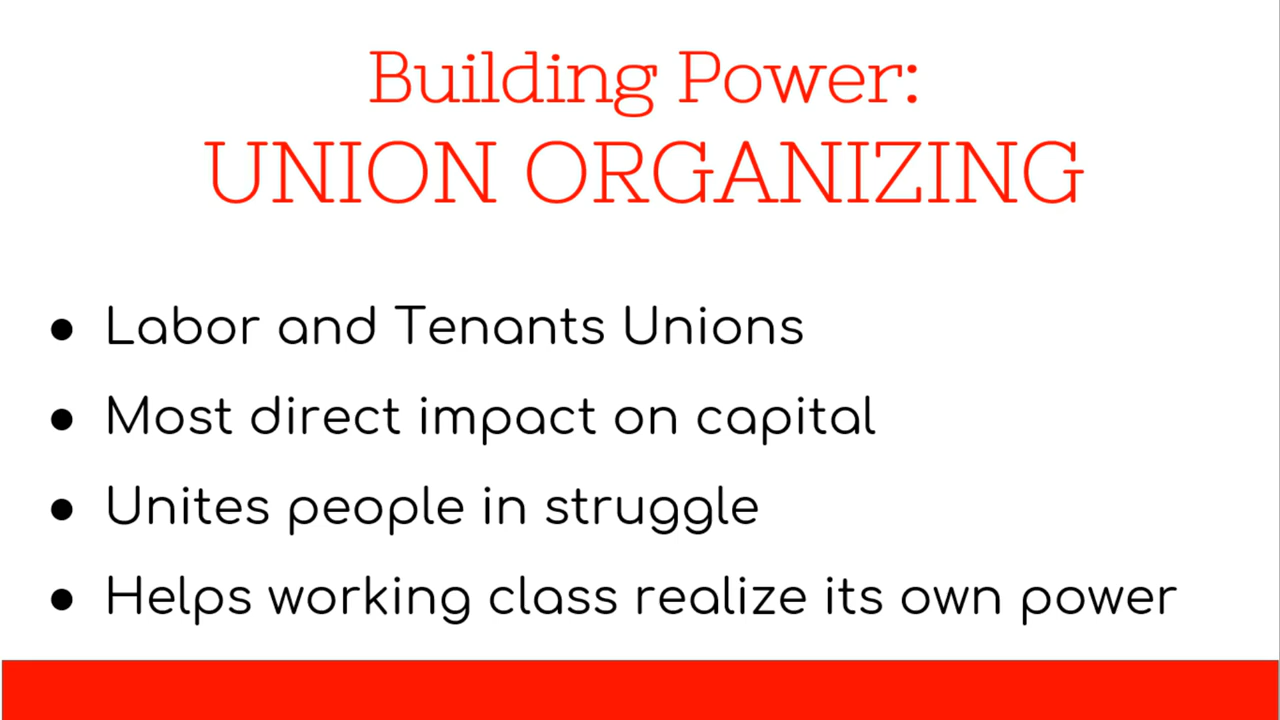 Building Power:
UNION ORGANIZING
● Labor and Tenants Unions
● Most direct impact on capital
● Unites people in struggle
● Helps working class realize its own power